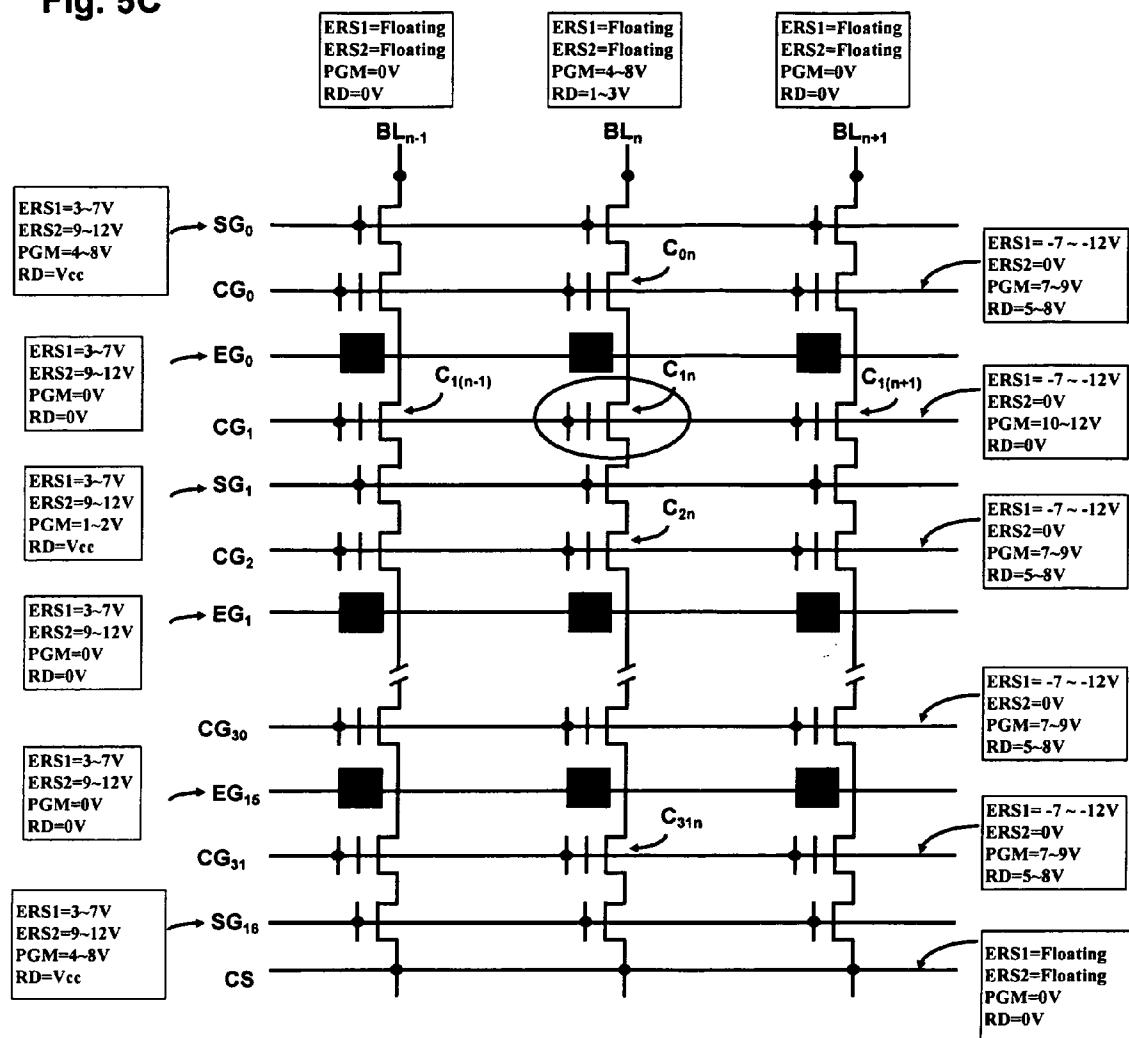 Fig. 5C
ERS1=Floating
ERS2=Floating
PGM=0V
RD=0V
ERS1=Floating
ERS2=Floating
PGM=4~8V
RD=1~3V
ERS1=Floating
ERS2=Floating
PGM=0V
RD=0V
BLn-1
BLn
BLn+1
ERS1=3~7V
ERS2=9~12V
PGM=4~8V
RD=Vcc
SG0
C0n
CG0
ERS1= -7 ~ -12V
ERS2=0V
PGM=7~9V
RD=5~8V
ERS1=3~7V
ERS2=9~12V
PGM=0V
RD=0V
EG0
C1(n-1)
C1n
C1(n+1)
CG1
ERS1= -7 ~ -12V
ERS2=0V
PGM=10~12V
RD=0V
ERS1=3~7V
ERS2=9~12V
PGM=1~2V
RD=Vcc
SG1
C2n
CG2
ERS1= -7 ~ -12V
ERS2=0V
PGM=7~9V
RD=5~8V
ERS1=3~7V
ERS2=9~12V
PGM=0V
RD=0V
EG1
CG30
ERS1= -7 ~ -12V
ERS2=0V
PGM=7~9V
RD=5~8V
ERS1=3~7V
ERS2=9~12V
PGM=0V
RD=0V
EG15
C31n
CG31
ERS1= -7 ~ -12V
ERS2=0V
PGM=7~9V
RD=5~8V
ERS1=3~7V
ERS2=9~12V
PGM=4~8V
RD=Vcc
SG16
CS
ERS1=Floating
ERS2=Floating
PGM=0V
RD=0V